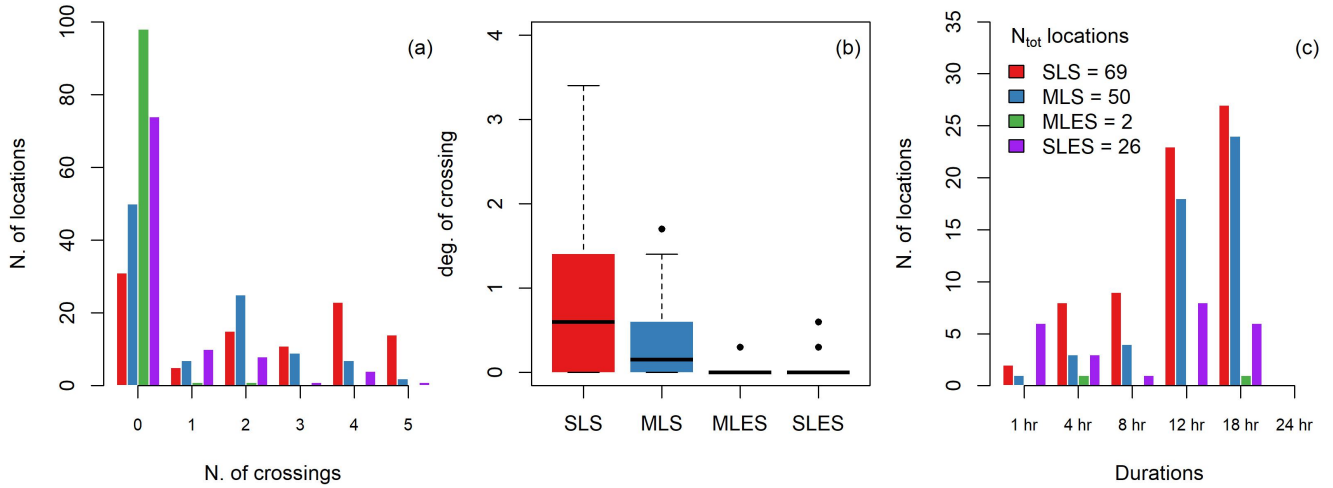 100
80
60
40
20
0
N. of locations
(a)
0 1 2 3 4 5
N. of crossings
4
3
2
1
0
deg. of crossing
(b)
SLS MLS MLES SLES
35
30
25
20
15
10
5
0
N. of locations
(c)
Ntot locations
SLS = 69
MLS = 50
MLES = 2
SLES = 26
1 hr 4 hr 8 hr 12 hr 18 hr 24 hr
Durations